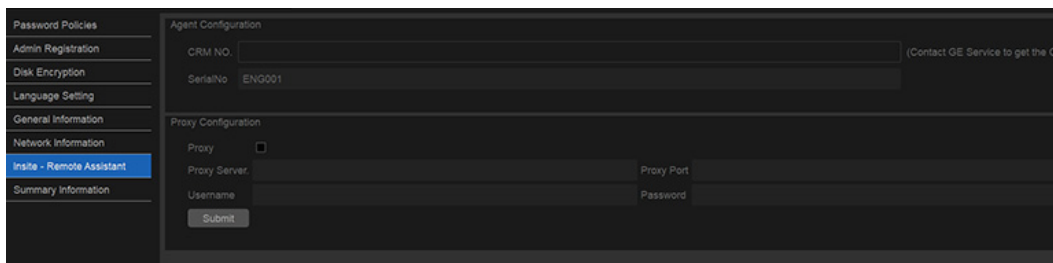 Password Policies
Admin Registration
Disk Encryption
Language Setting
General Information
Network Information
Insite - Remote Assistant
Summary Information
Agent Configuration
CRM NO.
(Contact GE Service to get the
SerialNo ENG001
Proxy Configuration
Proxy
Proxy Server. Proxy Port
Username Password
Submit